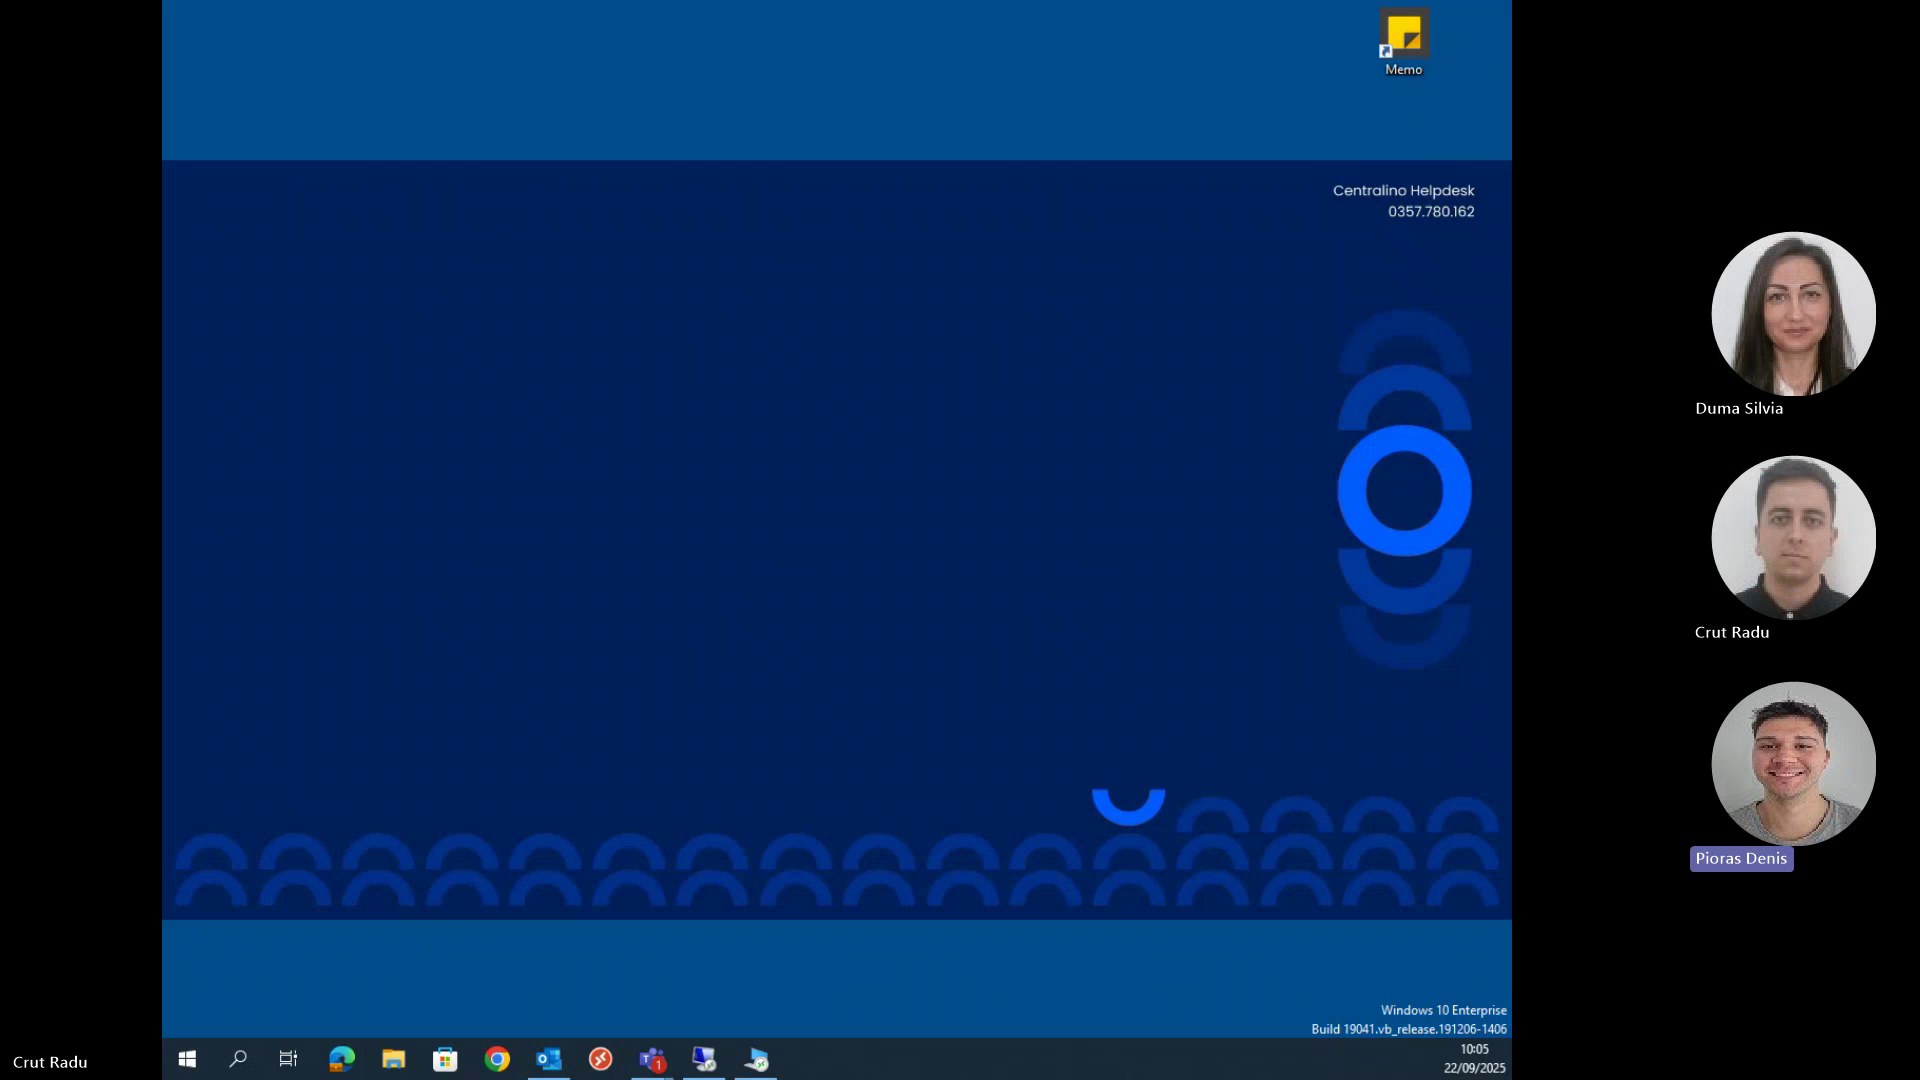 Memo
Centralino Helpdesk
0357.780.162
Duma Silvia
Crut Radu
Pioras Denis
Windows 10 Enterprise
Build 19041.vb_release.191206-1406
1
10:05
22/09/2025
Crut Radu